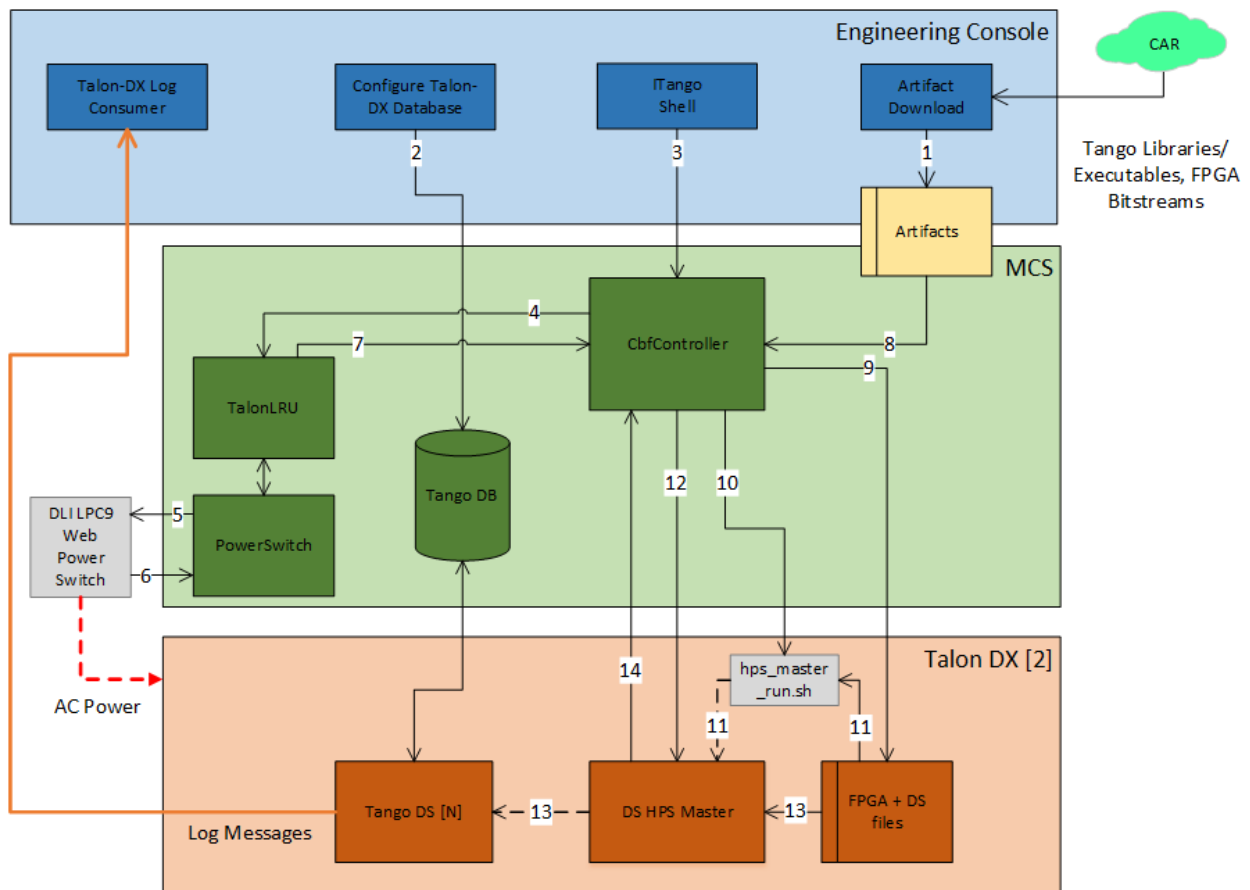 Engineering Console
CAR
Talon-DX Log
Consumer
Configure Talon-
DX Database
ITango
Shell
Artifact
Download
2
3
1
Tango Libraries/
Executables, FPGA
Bitstreams
Artifacts
MCS
4
7
8
9
CbfController
TalonLRU
Tango DB
12
10
DLI LPC9
Web
Power
Switch
5
6
PowerSwitch
AC Power
Talon DX [2]
14
hps_master
_run.sh
11
11
Log Messages
Tango DS [N]
13
DS HPS Master
13
FPGA + DS
files